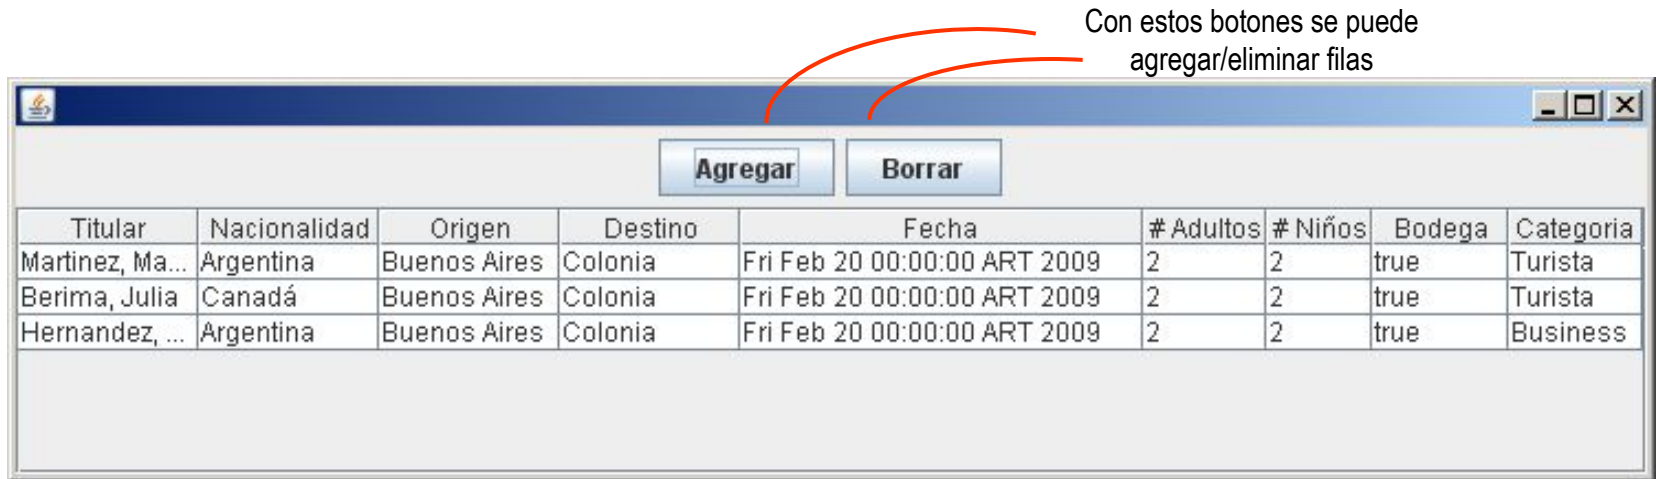 Con estos botones se puede
agregar/eliminar filas
Agregar Borrar
Titular Nacionalidad Origen Destino Fecha # Adultos # Niños Bodega Categoria
Martinez, Ma... Argentina Buenos Aires Colonia Fri Feb 20 00:00:00 ART 2009 2 2 true Turista
Berima, Julia Canadá Buenos Aires Colonia Fri Feb 20 00:00:00 ART 2009 2 2 true Turista
Hernandez, ... Argentina Buenos Aires Colonia Fri Feb 20 00:00:00 ART 2009 2 2 true Business